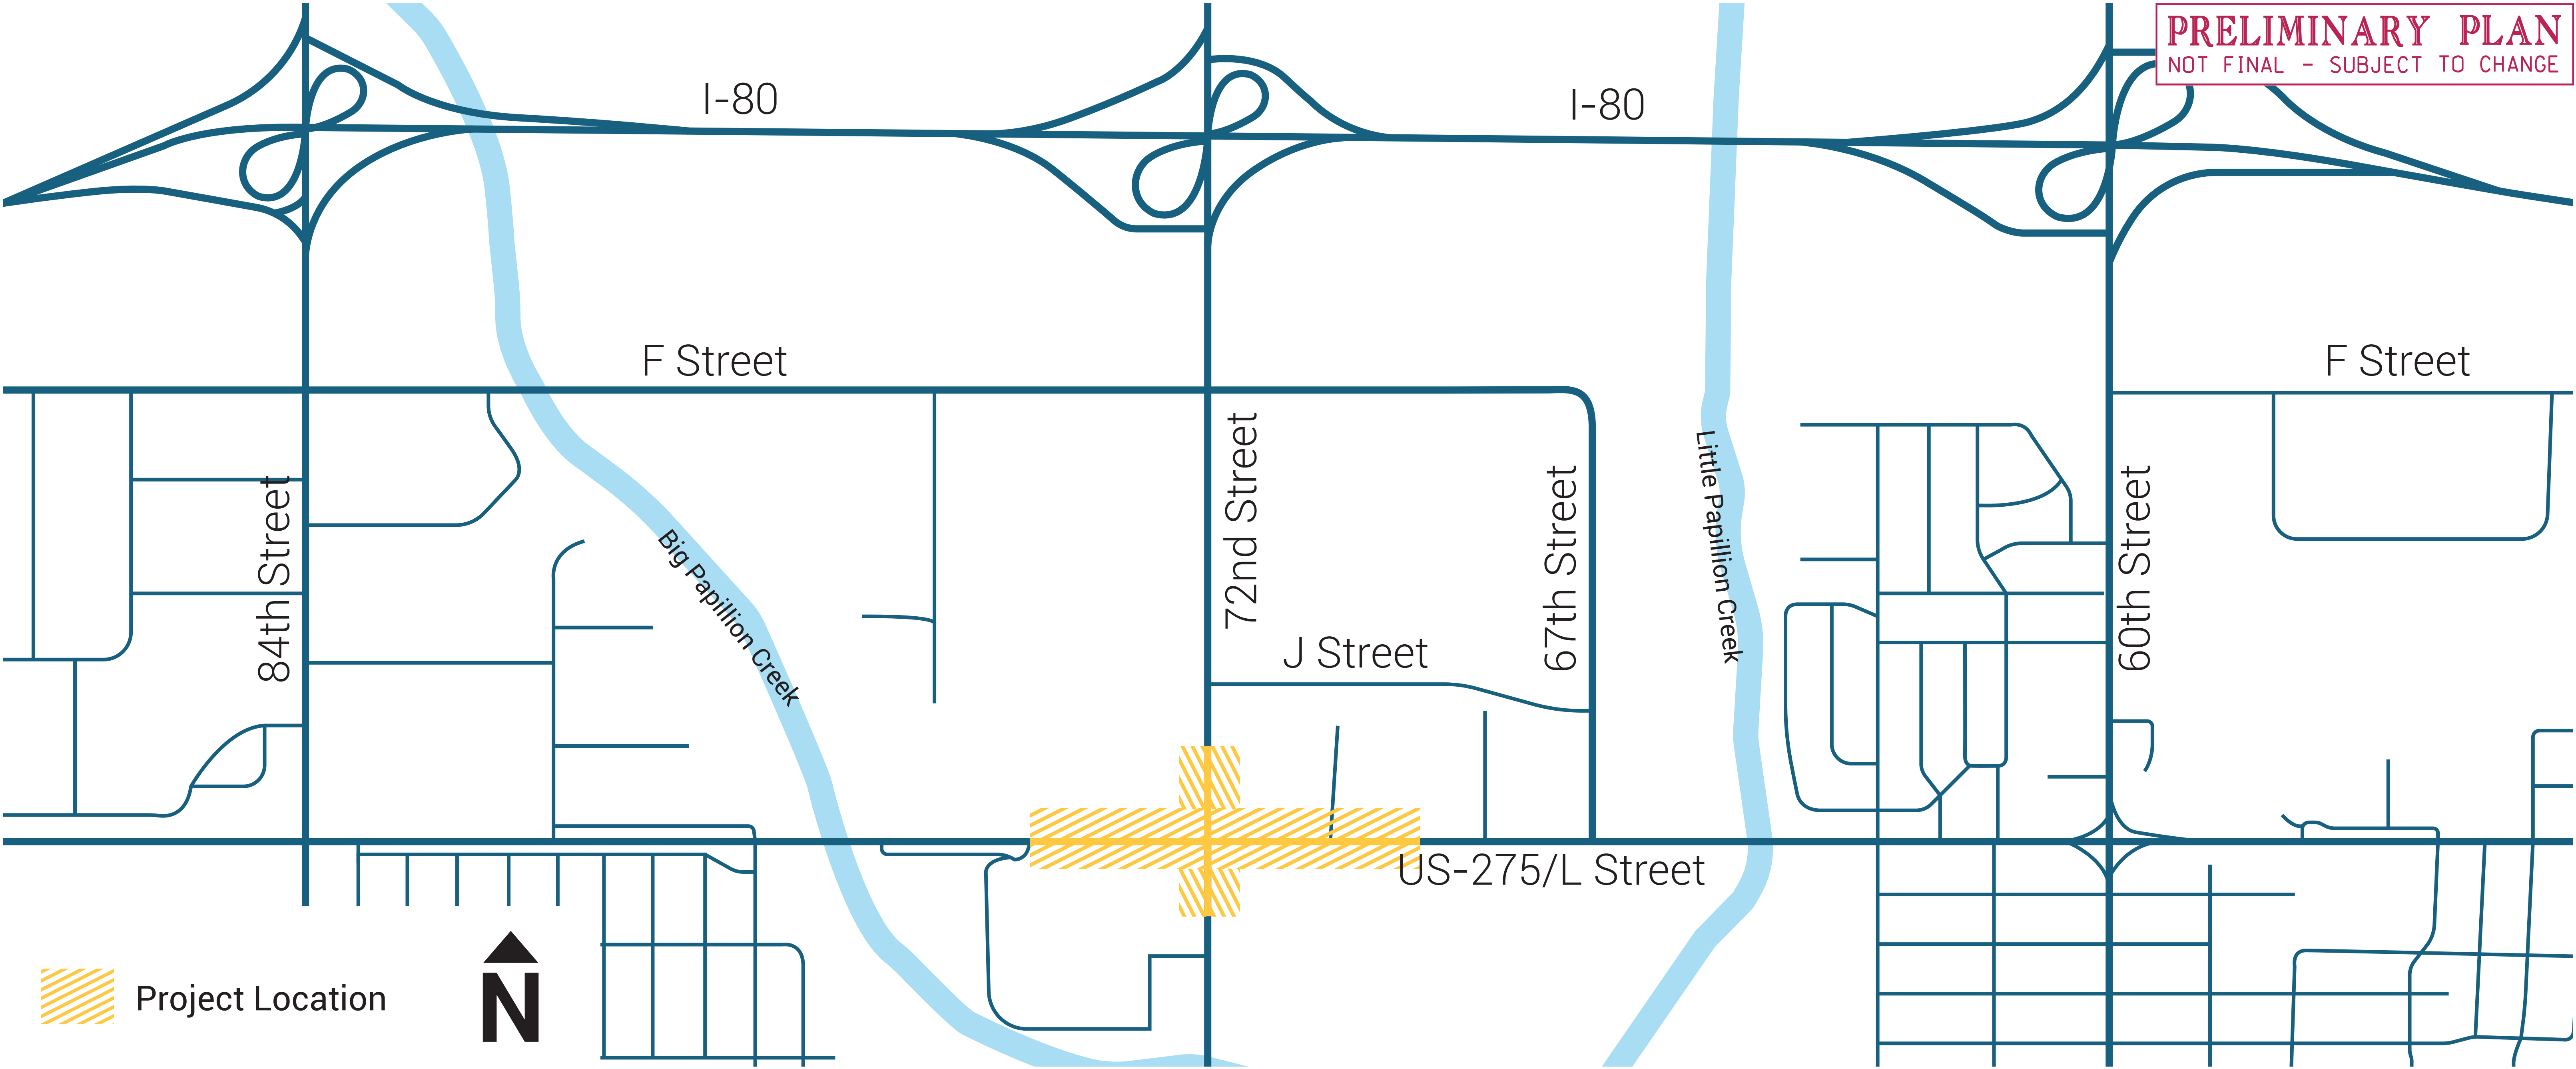 PRELIMINARY PLAN
NOT FINAL - SUBJECT TO CHANGE
I-80
I-80
F Street
F Street
84th Street
72nd Street
67th Street
60th Street
Big Papillion Creek
Little Papillion Creek
J Street
US-275/L Street
Project Location
N